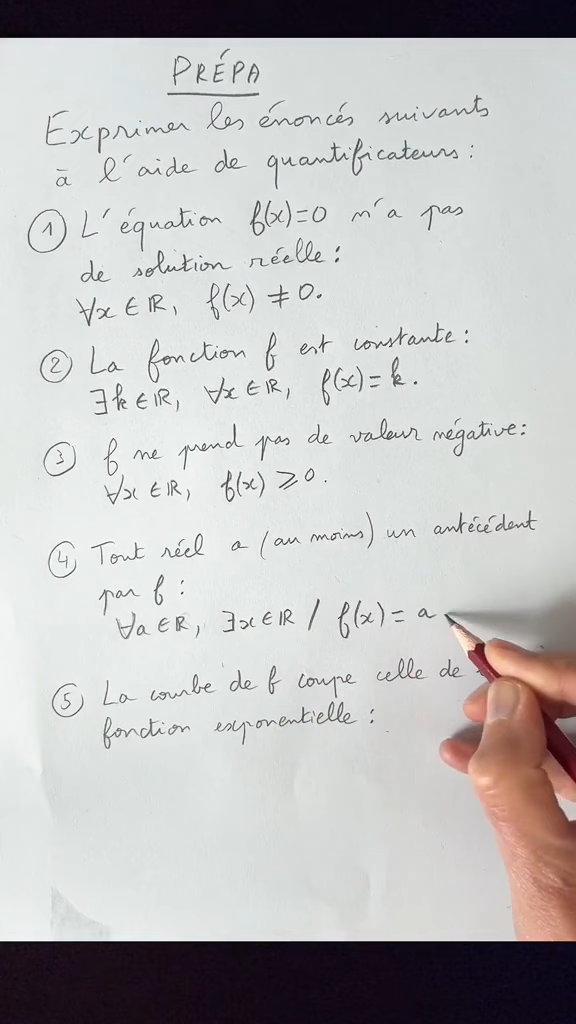 PRÉPA
Exprimer les énoncés suivants
à l'aide de quantificateurs :
① L'équation f(x)=0 n'a pas
de solution réelle :
∀x ∈ ℝ, f(x) ≠ 0.
② La fonction f est constante :
∃k ∈ ℝ, ∀x ∈ ℝ, f(x) = k.
③ f ne prend pas de valeur négative :
∀x ∈ ℝ, f(x) ⩾ 0.
④ Tout réel a (au moins) un antécédent
par f :
∀a ∈ ℝ, ∃x ∈ ℝ / f(x) = a
⑤ La courbe de f coupe celle de
fonction exponentielle :